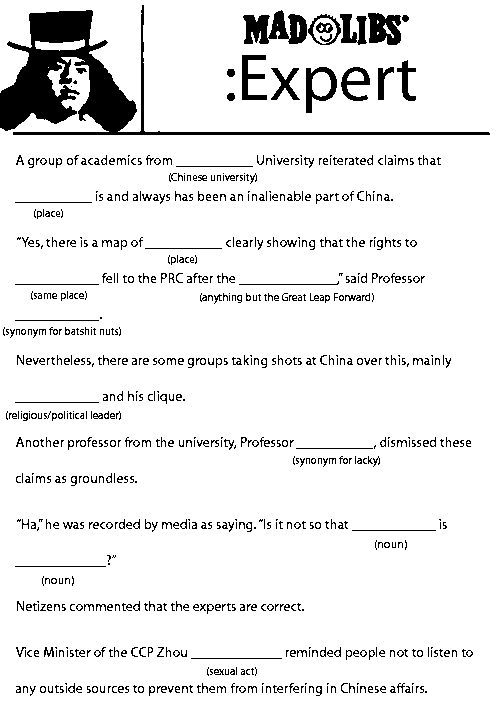 MAD LIBS®
:Expert
A group of academics from ___________ University reiterated claims that
(Chinese university)
___________ is and always has been an inalienable part of China.
(place)
“Yes, there is a map of ___________ clearly showing that the rights to
(place)
____________ fell to the PRC after the ______________,” said Professor
(same place) (anything but the Great Leap Forward)
____________.
(synonym for batshit nuts)
Nevertheless, there are some groups taking shots at China over this, mainly
____________ and his clique.
(religious/political leader)
Another professor from the university, Professor ___________, dismissed these
(synonym for lacky)
claims as groundless.
“Ha,” he was recorded by media as saying. “Is it not so that ____________ is
(noun)
_____________?”
(noun)
Netizens commented that the experts are correct.
Vice Minister of the CCP Zhou _____________ reminded people not to listen to
(sexual act)
any outside sources to prevent them from interfering in Chinese affairs.